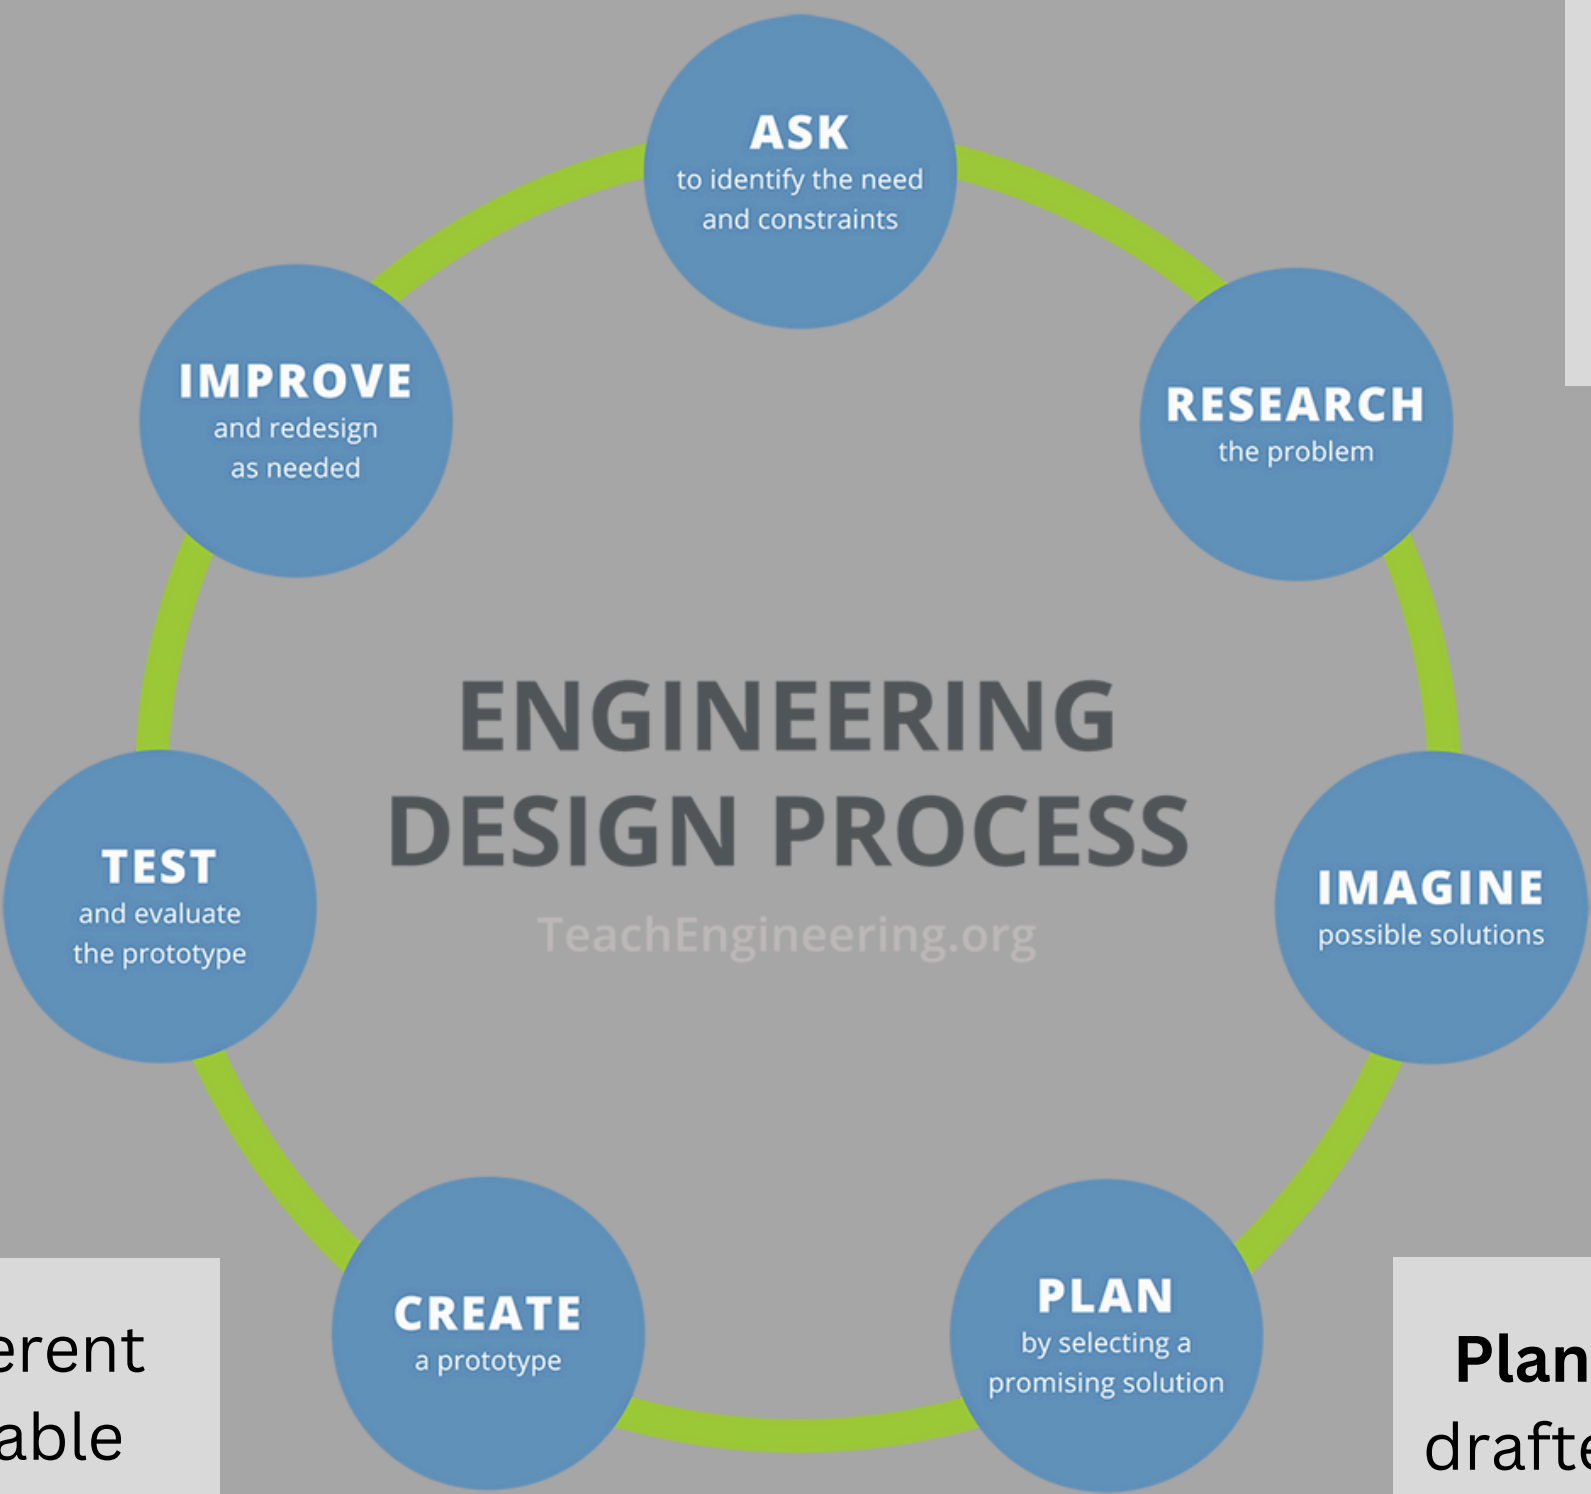 ASK
to identify the need
and constraints
RESEARCH
the problem
IMAGINE
possible solutions
PLAN
by selecting a
promising solution
CREATE
a prototype
TEST
and evaluate
the prototype
IMPROVE
and redesign
as needed
ENGINEERING
DESIGN PROCESS
TeachEngineering.org
erent
able
Plan
drafte